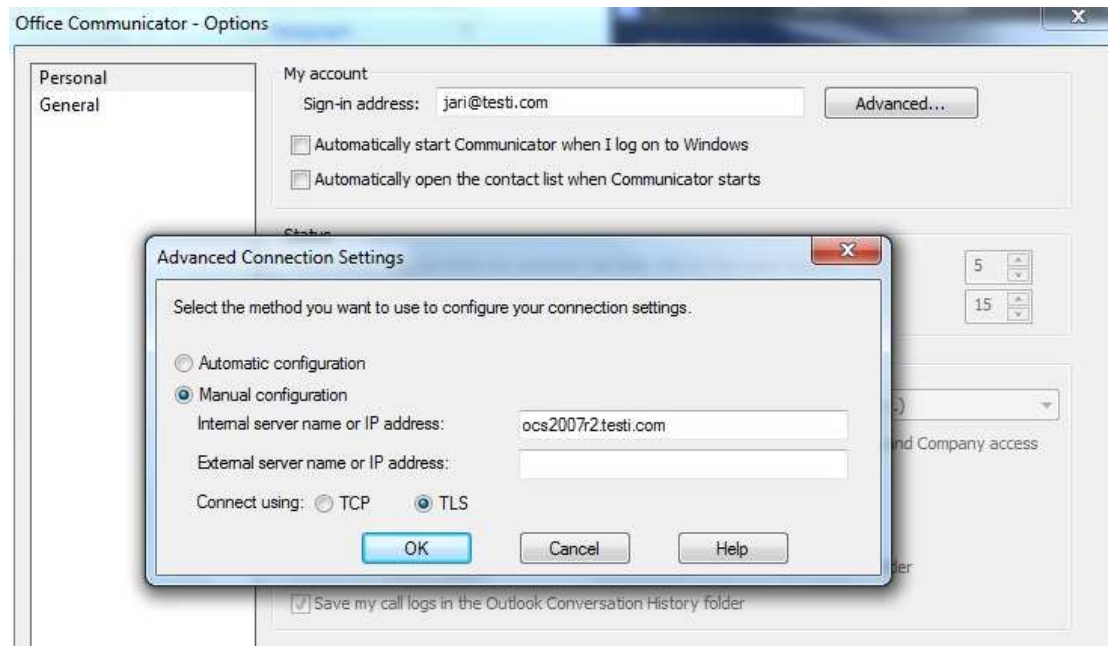 Office Communicator - Options
Personal
General
My account
Sign-in address: jari@testi.com Advanced...
Automatically start Communicator when I log on to Windows
Automatically open the contact list when Communicator starts
Status
5
15
Advanced Connection Settings
Select the method you want to use to configure your connection settings.
Automatic configuration
Manual configuration
Internal server name or IP address: ocs2007r2.testi.com
External server name or IP address:
Connect using: TCP TLS
OK Cancel Help
and Company access
Save my call logs in the Outlook Conversation History folder